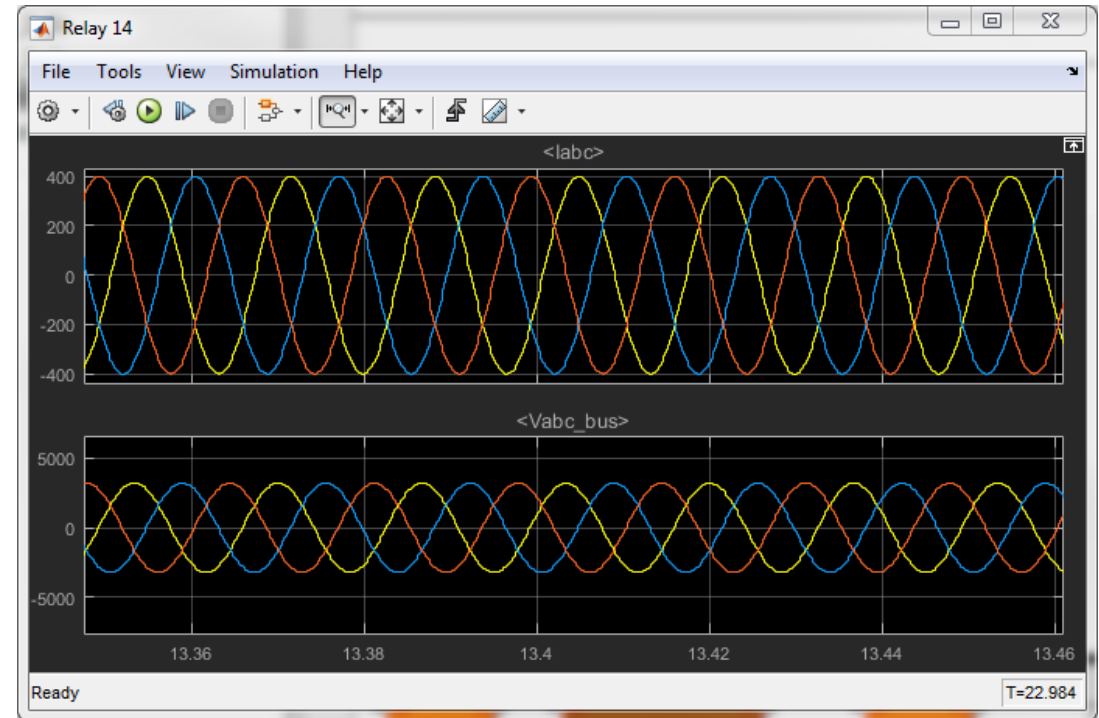 Relay 14
File Tools View Simulation Help
<Iabc>
400
200
0
-200
-400
<Vabc_bus>
5000
0
-5000
13.36 13.38 13.4 13.42 13.44 13.46
Ready T=22.984